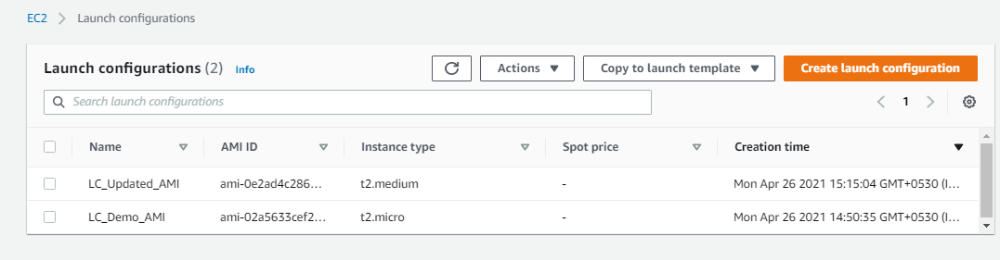 EC2 > Launch configurations
Launch configurations (2) Info Actions Copy to launch template Create launch configuration
Search launch configurations 1
Name AMI ID Instance type Spot price Creation time
LC_Updated_AMI ami-0e2ad4c286... t2.medium - Mon Apr 26 2021 15:15:04 GMT+0530 (I...
LC_Demo_AMI ami-02a5633cef2... t2.micro - Mon Apr 26 2021 14:50:35 GMT+0530 (I...